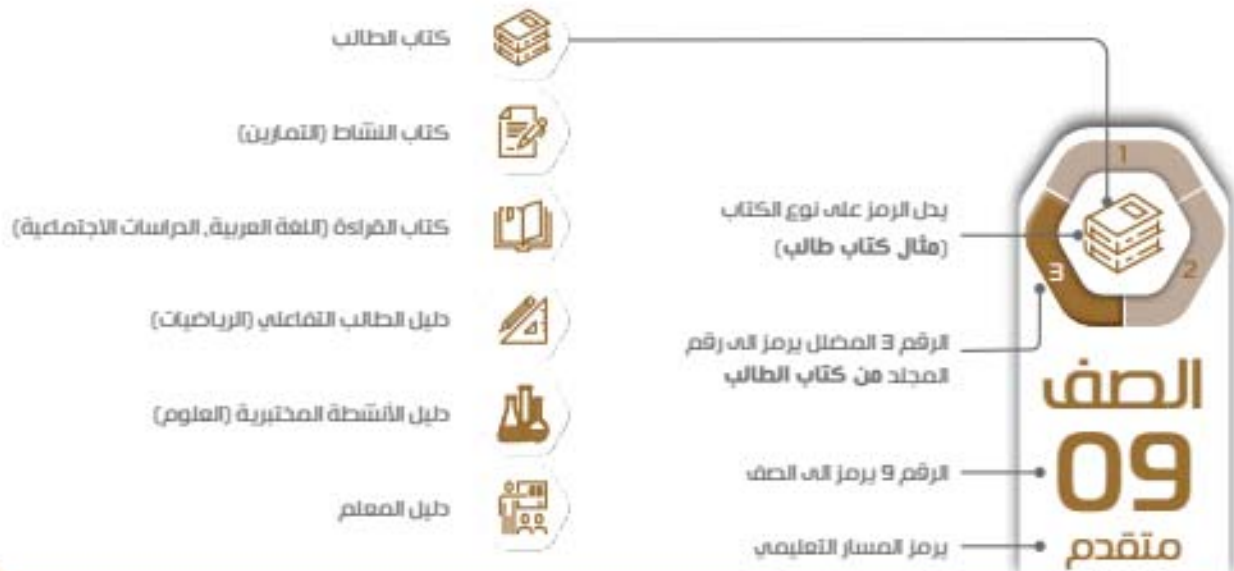 1
2
3
الصف
09
متقدم
يدل الرمز على نوع الكتاب
(مثال كتاب طالب)
الرقم 3 المضلل يرمز الى رقم
المجلد من كتاب الطالب
الرقم 9 يرمز الى الصف
يرمز المسار التعليمي
كتاب الطالب
كتاب النشاط (التمارين)
كتاب القراءة (اللغة العربية, الدراسات الاجتماعية)
دليل الطالب التفاعلي (الرياضيات)
دليل الأنشطة المختبرية (العلوم)
دليل المعلم